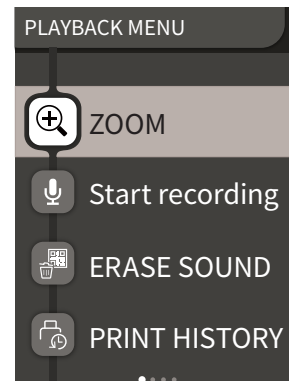 PLAYBACK MENU
ZOOM
Start recording
ERASE SOUND
PRINT HISTORY